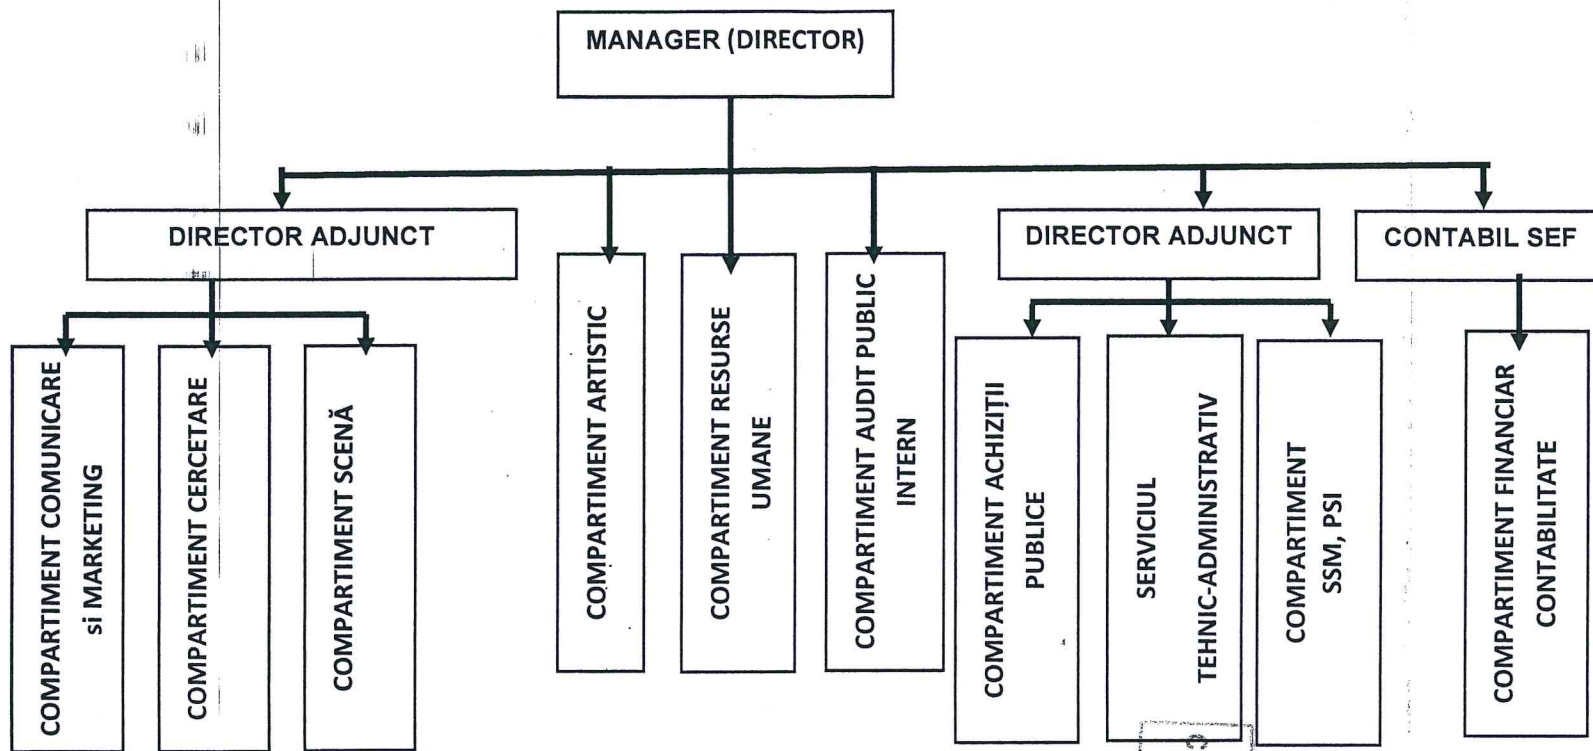 MANAGER (DIRECTOR)
DIRECTOR ADJUNCT
DIRECTOR ADJUNCT
CONTABIL SEF
COMPARTIMENT COMUNICARE
si MARKETING
COMPARTIMENT CERCETARE
COMPARTIMENT SCENĂ
COMPARTIMENT ARTISTIC
COMPARTIMENT RESURSE
UMANE
COMPARTIMENT AUDIT PUBLIC
INTERN
COMPARTIMENT ACHIZIŢII
PUBLICE
SERVICIUL
TEHNIC-ADMINISTRATIV
COMPARTIMENT
SSM, PSI
COMPARTIMENT FINANCIAR
CONTABILITATE